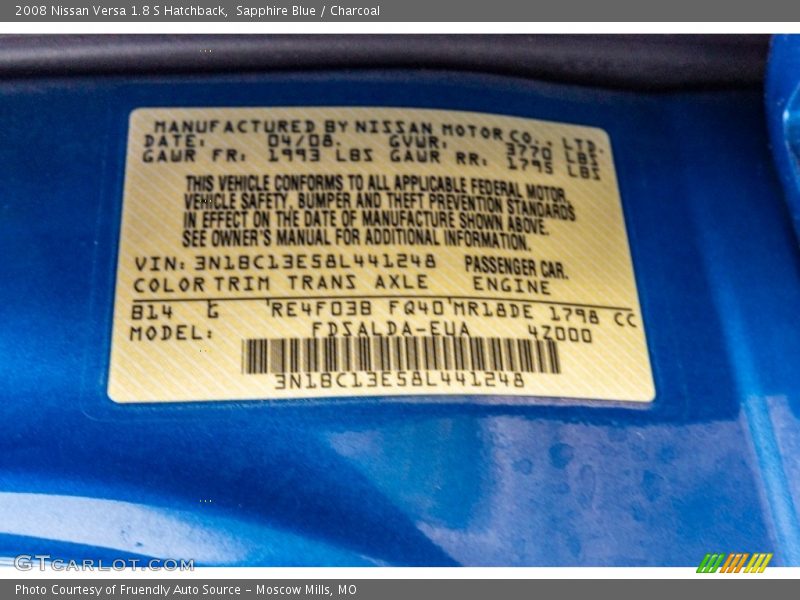 2008 Nissan Versa 1.8 S Hatchback, Sapphire Blue / Charcoal
MANUFACTURED BY NISSAN MOTOR CO., LTD.
DATE: 04/08. GVWR: 3770 LBS
GAWR FR: 1993 LBS GAWR RR: 1795 LBS
THIS VEHICLE CONFORMS TO ALL APPLICABLE FEDERAL MOTOR
VEHICLE SAFETY, BUMPER AND THEFT PREVENTION STANDARDS
IN EFFECT ON THE DATE OF MANUFACTURE SHOWN ABOVE.
SEE OWNER'S MANUAL FOR ADDITIONAL INFORMATION.
VIN: 3N1BC13E58L441248 PASSENGER CAR.
COLOR TRIM TRANS AXLE ENGINE
B14 G 'RE4F03B FQ40'MR18DE 1798 CC
MODEL: FDSALDA-EUA 4Z000
3N1BC13E58L441248
GTCARLOT.COM
Photo Courtesy of Fruendly Auto Source – Moscow Mills, MO